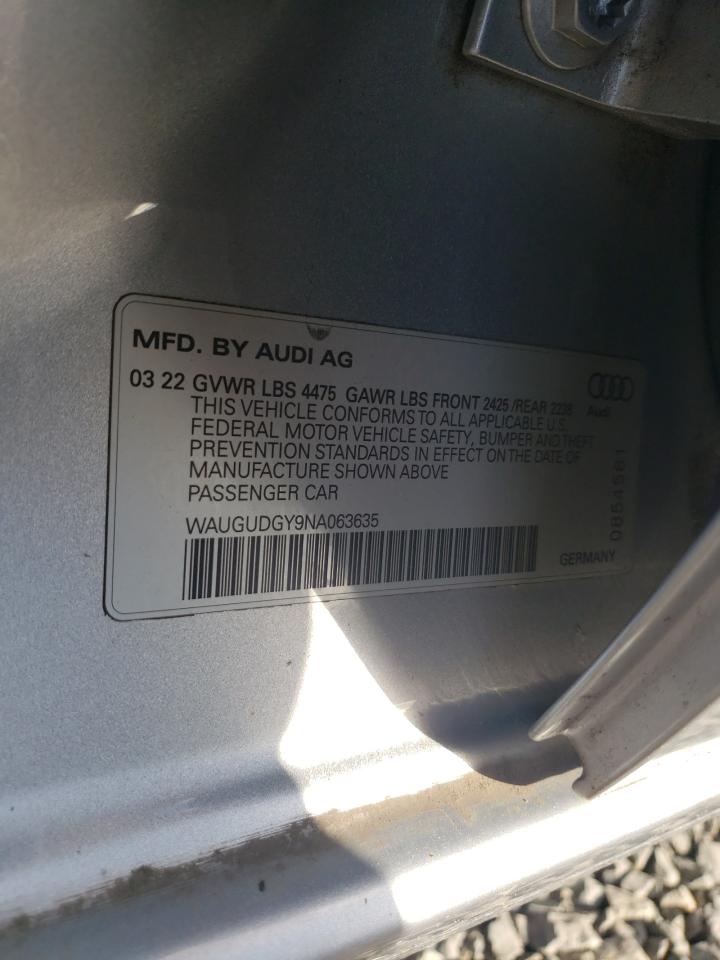 MFD. BY AUDI AG
03 22 GVWR LBS 4475 GAWR LBS FRONT 2425 /REAR 2238
THIS VEHICLE CONFORMS TO ALL APPLICABLE U.S.
FEDERAL MOTOR VEHICLE SAFETY, BUMPER AND THEFT
PREVENTION STANDARDS IN EFFECT ON THE DATE OF
MANUFACTURE SHOWN ABOVE
PASSENGER CAR
WAUGUDGY9NA063635
Audi
0854581
GERMANY